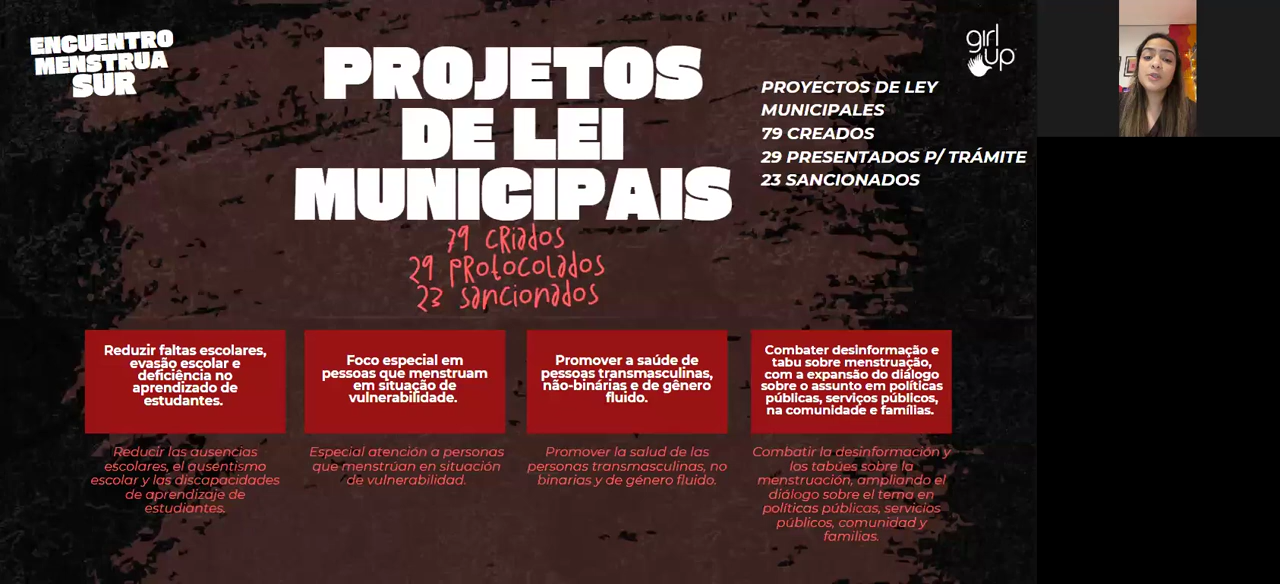 ENCUENTRO
MENSTRUA
SUR
PROJETOS
DE LEI
MUNICIPAIS
79 CRIADOS
29 PROTOCOLADOS
23 SANCIONADOS
girl
up
PROYECTOS DE LEY
MUNICIPALES
79 CREADOS
29 PRESENTADOS P/ TRÁMITE
23 SANCIONADOS
Reduzir faltas escolares,
evasão escolar e
deficiência no
aprendizado de
estudantes.
Foco especial em
pessoas que menstruam
em situação de
vulnerabilidade.
Promover a saúde de
pessoas transmasculinas,
não-binárias e de gênero
fluido.
Combater desinformação e
tabu sobre menstruação,
com a expansão do diálogo
sobre o assunto em políticas
públicas, serviços públicos,
na comunidade e famílias.
Reducir las ausencias
escolares, el ausentismo
escolar y las discapacidades
de aprendizaje de
estudiantes.
Especial atención a personas
que menstrúan en situación
de vulnerabilidad.
Promover la salud de las
personas transmasculinas, no
binarias y de género fluido.
Combatir la desinformación y
los tabúes sobre la
menstruación, ampliando el
diálogo sobre el tema en
políticas públicas, servicios
públicos, comunidad y
familias.